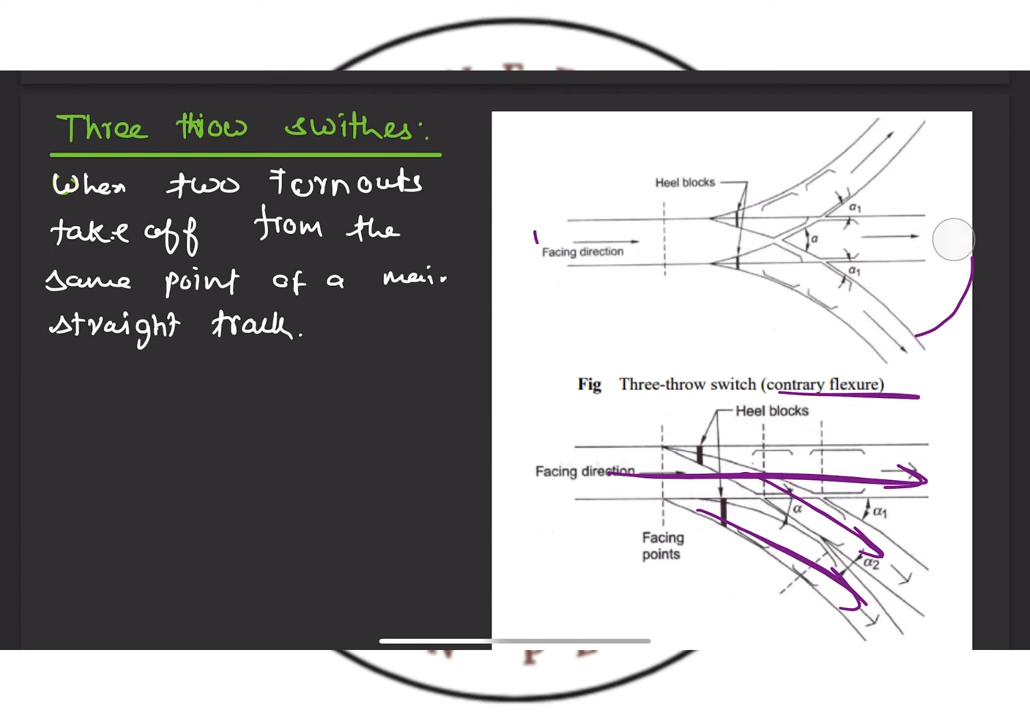 Three throw swithes:
When two Turnouts
take off from the
same point of a main
straight track.
Heel blocks
α1
α
Facing direction
α1
Fig Three-throw switch (contrary flexure)
Heel blocks
Facing direction
α
α1
Facing
points
α2